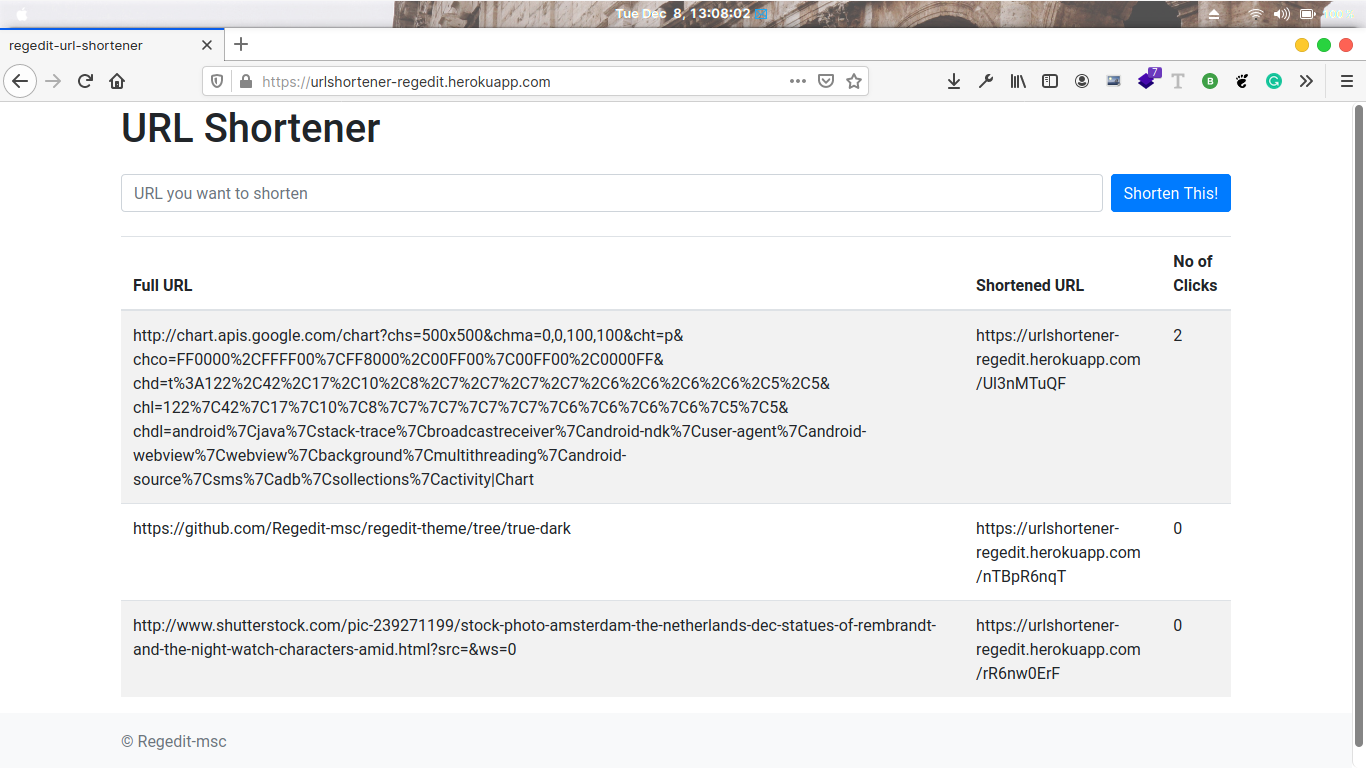 Tue Dec 8, 13:08:02
regedit-url-shortener
https://urlshortener-regedit.herokuapp.com
7
URL Shortener
URL you want to shorten
Shorten This!
Full URL
Shortened URL
No of
Clicks
http://chart.apis.google.com/chart?chs=500x500&chma=0,0,100,100&cht=p&
chco=FF0000%2CFFFF00%7CFF8000%2C00FF00%7C00FF00%2C0000FF&
chd=t%3A122%2C42%2C17%2C10%2C8%2C7%2C7%2C7%2C7%2C6%2C6%2C6%2C6%2C5%2C5&
chl=122%7C42%7C17%7C10%7C8%7C7%7C7%7C7%7C7%7C6%7C6%7C6%7C6%7C5%7C5&
chdl=android%7Cjava%7Cstack-trace%7Cbroadcastreceiver%7Candroid-ndk%7Cuser-agent%7Candroid-
webview%7Cwebview%7Cbackground%7Cmultithreading%7Candroid-
source%7Csms%7Cadb%7Csollections%7Cactivity|Chart
https://urlshortener-
regedit.herokuapp.com
/Ul3nMTuQF
2
https://github.com/Regedit-msc/regedit-theme/tree/true-dark
https://urlshortener-
regedit.herokuapp.com
/nTBpR6nqT
0
http://www.shutterstock.com/pic-239271199/stock-photo-amsterdam-the-netherlands-dec-statues-of-rembrandt-
and-the-night-watch-characters-amid.html?src=&ws=0
https://urlshortener-
regedit.herokuapp.com
/rR6nw0ErF
0
© Regedit-msc